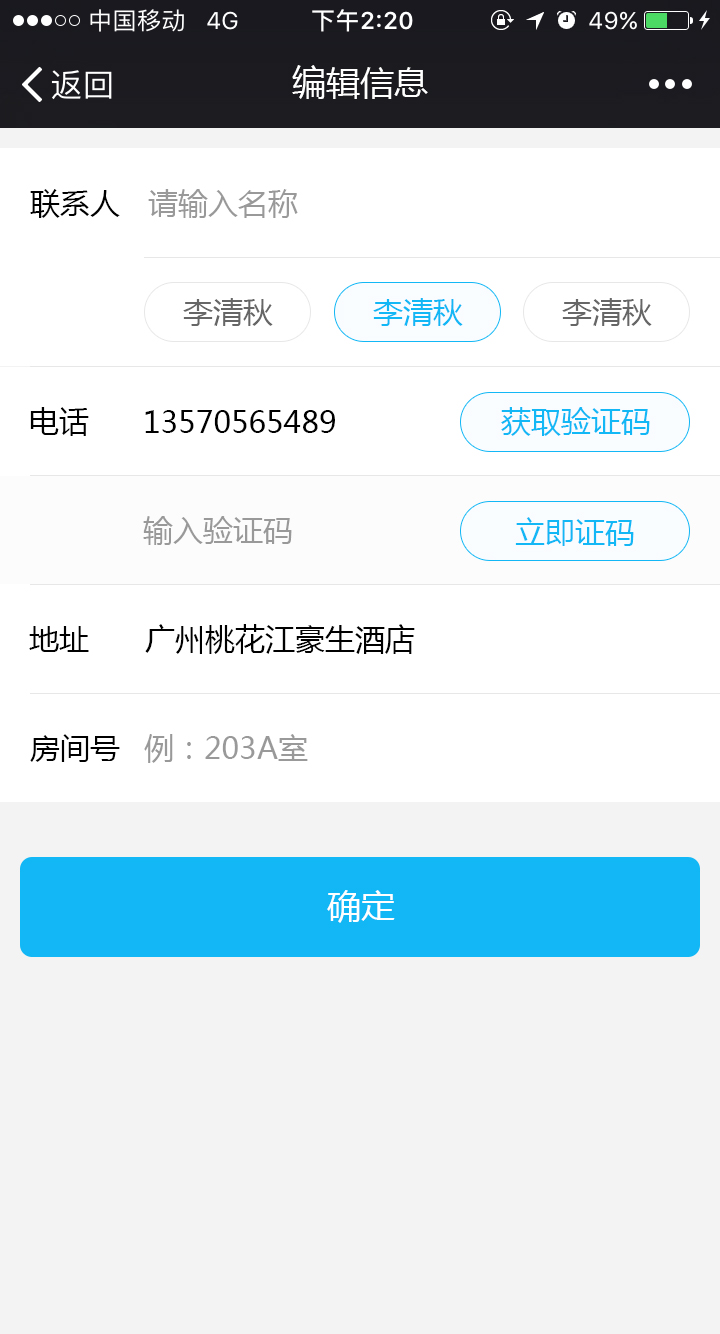 中国移动 4G 下午2:20 49%
返回 编辑信息
联系人 请输入名称
李清秋 李清秋 李清秋
电话 13570565489 获取验证码
输入验证码 立即证码
地址 广州桃花江豪生酒店
房间号 例：203A室
确定